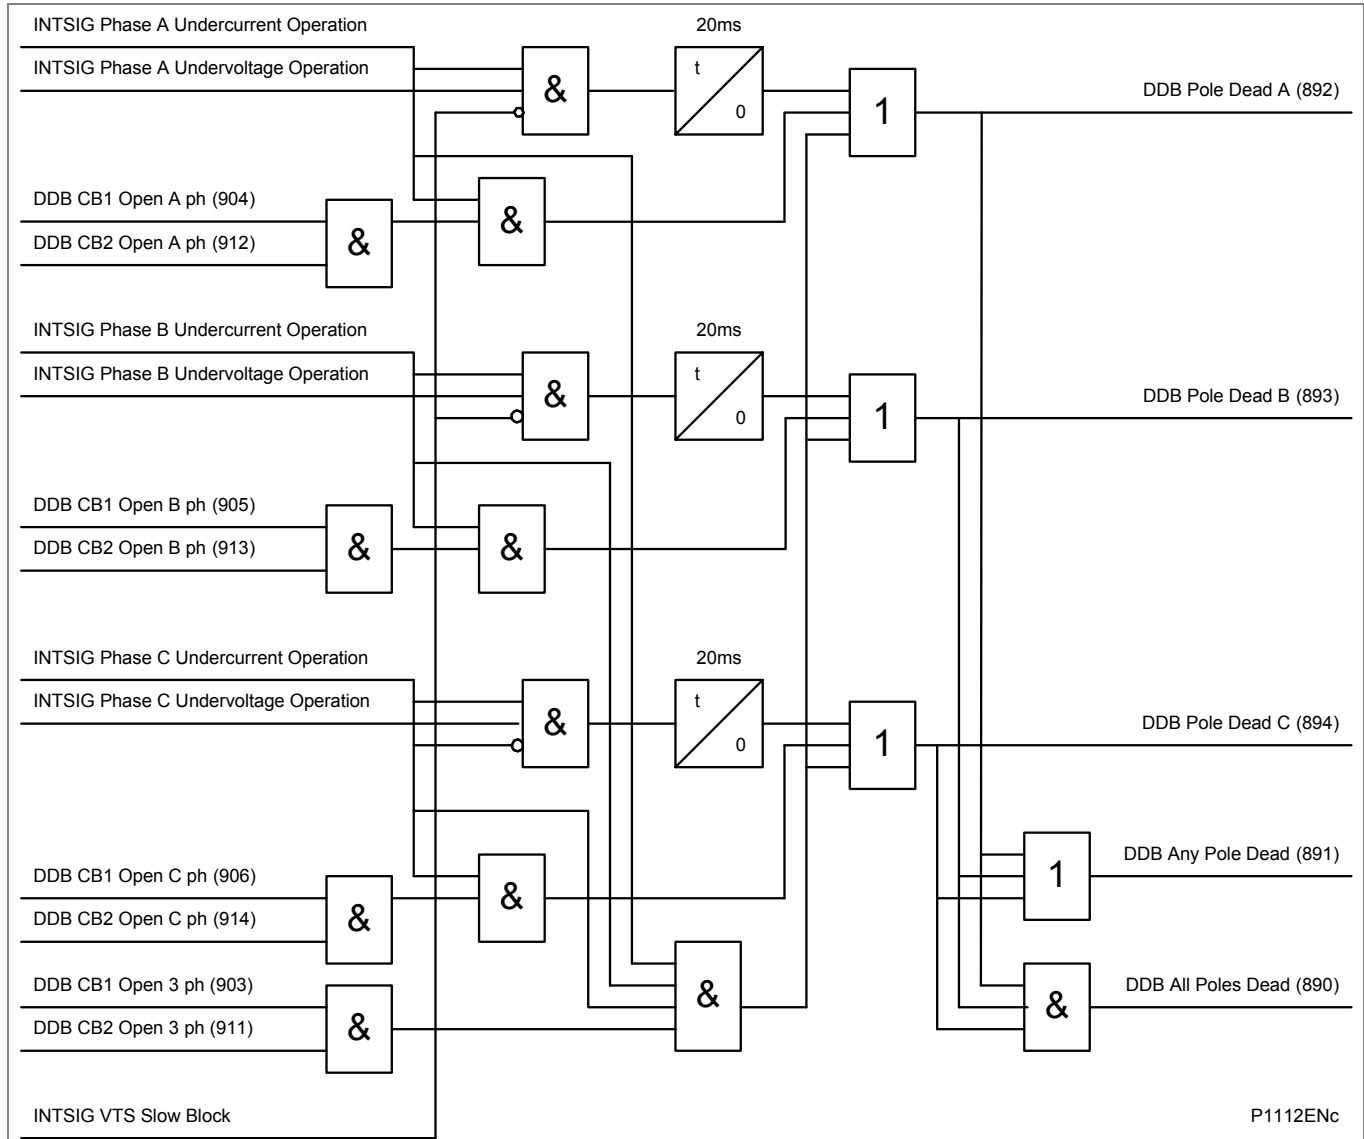 INTSIG Phase A Undercurrent Operation
20ms
INTSIG Phase A Undervoltage Operation
&
t
0
1
DDB Pole Dead A (892)
DDB CB1 Open A ph (904)
DDB CB2 Open A ph (912)
&
&
INTSIG Phase B Undercurrent Operation
20ms
INTSIG Phase B Undervoltage Operation
&
t
0
1
DDB Pole Dead B (893)
DDB CB1 Open B ph (905)
DDB CB2 Open B ph (913)
&
&
INTSIG Phase C Undercurrent Operation
20ms
INTSIG Phase C Undervoltage Operation
&
t
0
1
DDB Pole Dead C (894)
1
DDB Any Pole Dead (891)
DDB CB1 Open C ph (906)
DDB CB2 Open C ph (914)
&
&
DDB CB1 Open 3 ph (903)
DDB CB2 Open 3 ph (911)
&
&
&
DDB All Poles Dead (890)
INTSIG VTS Slow Block
P1112ENc